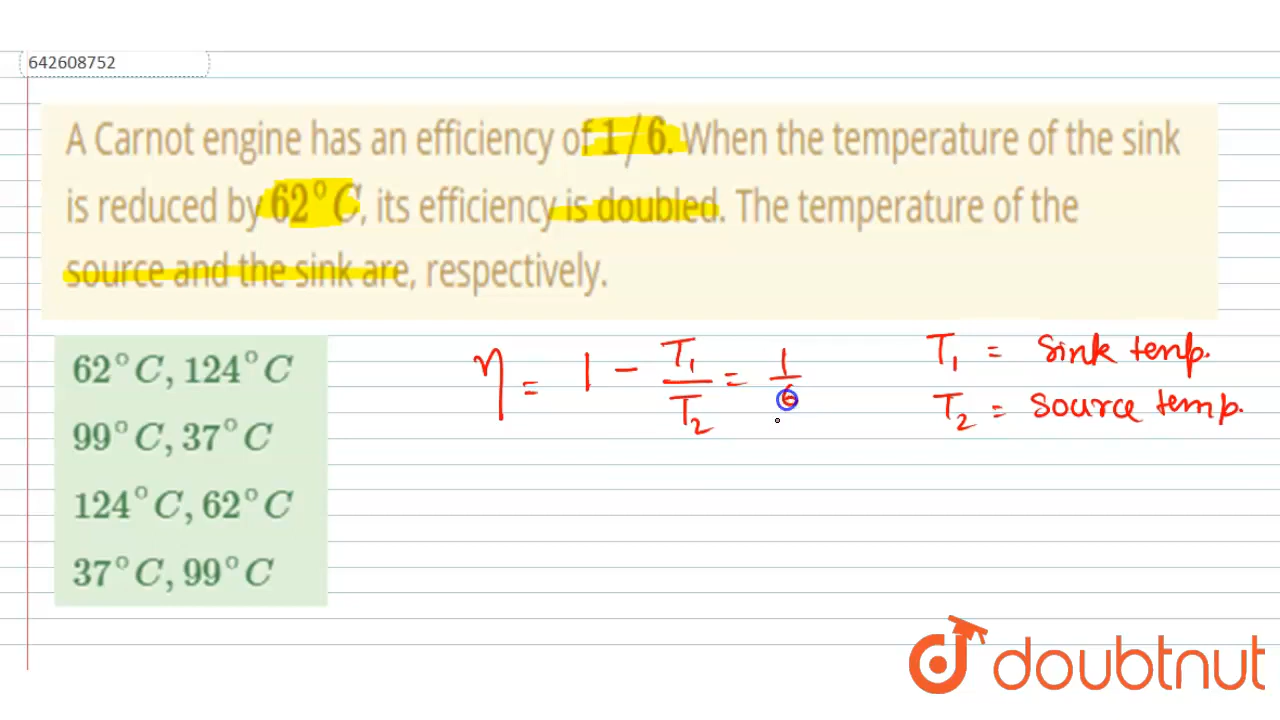 642608752
A Carnot engine has an efficiency of 1/6. When the temperature of the sink
is reduced by 62°C, its efficiency is doubled. The temperature of the
source and the sink are, respectively.
62°C, 124°C
99°C, 37°C
124°C, 62°C
37°C, 99°C
η = 1 - T₁/T₂ = 1/6
T₁ = Sink temp.
T₂ = Source temp.
doubtnut